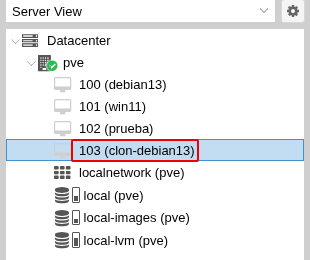 Server View
Datacenter
pve
100 (debian13)
101 (win11)
102 (prueba)
103 (clon-debian13)
localnetwork (pve)
local (pve)
local-images (pve)
local-lvm (pve)